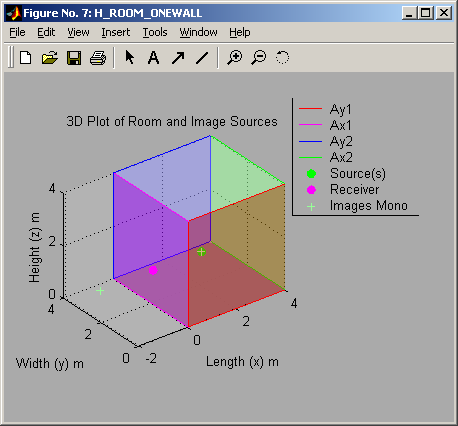 Figure No. 7: H_ROOM_ONEWALL
File Edit View Insert Tools Window Help
A
3D Plot of Room and Image Sources
Ay1
Ax1
Ay2
Ax2
Source(s)
Receiver
Images Mono
4
2
0
Height (z) m
4
2
0
Width (y) m
-2
0
2
4
Length (x) m